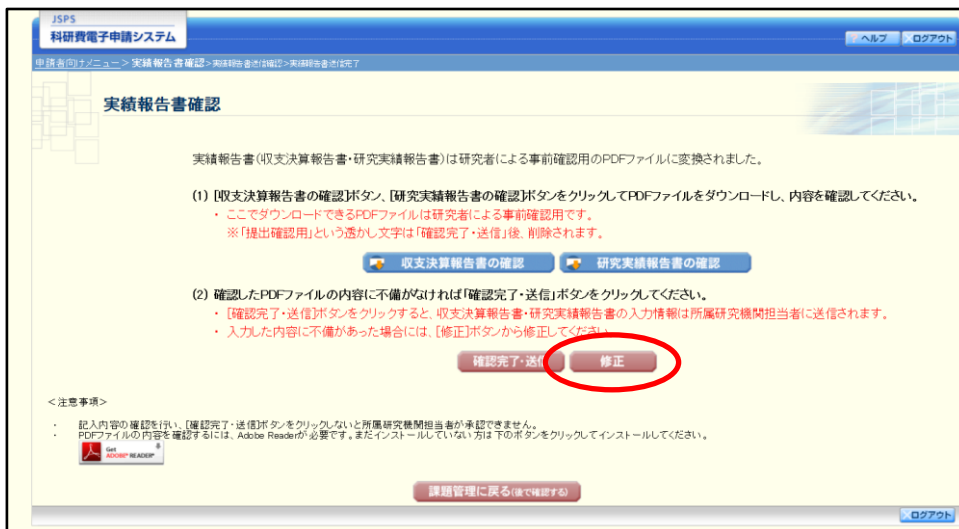 JSPS
科研費電子申請システム
ヘルプ
ログアウト
申請者向けメニュー>実績報告書確認>実績報告書送信確認>実績報告書送信完了
実績報告書確認
実績報告書(収支決算報告書・研究実績報告書)は研究者による事前確認用のPDFファイルに変換されました。
(1) [収支決算報告書の確認]ボタン、[研究実績報告書の確認]ボタンをクリックしてPDFファイルをダウンロードし、内容を確認してください。
・ ここでダウンロードできるPDFファイルは研究者による事前確認用です。
※「提出確認用」という透かし文字は「確認完了・送信」後、削除されます。
収支決算報告書の確認
研究実績報告書の確認
(2) 確認したPDFファイルの内容に不備がなければ「確認完了・送信」ボタンをクリックしてください。
・ [確認完了・送信]ボタンをクリックすると、収支決算報告書・研究実績報告書の入力情報は所属研究機関担当者に送信されます。
・ 入力した内容に不備があった場合には、[修正]ボタンから修正してください。
確認完了・送信
修正
<注意事項>
・ 記入内容の確認を行い、[確認完了・送信]ボタンをクリックしないと所属研究機関担当者が承認できません。
・ PDFファイルの内容を確認するには、Adobe Readerが必要です。まだインストールしていない方は下のボタンをクリックしてインストールしてください。
Get
ADOBE® READER®
課題管理に戻る(後で確認する)
ログアウト